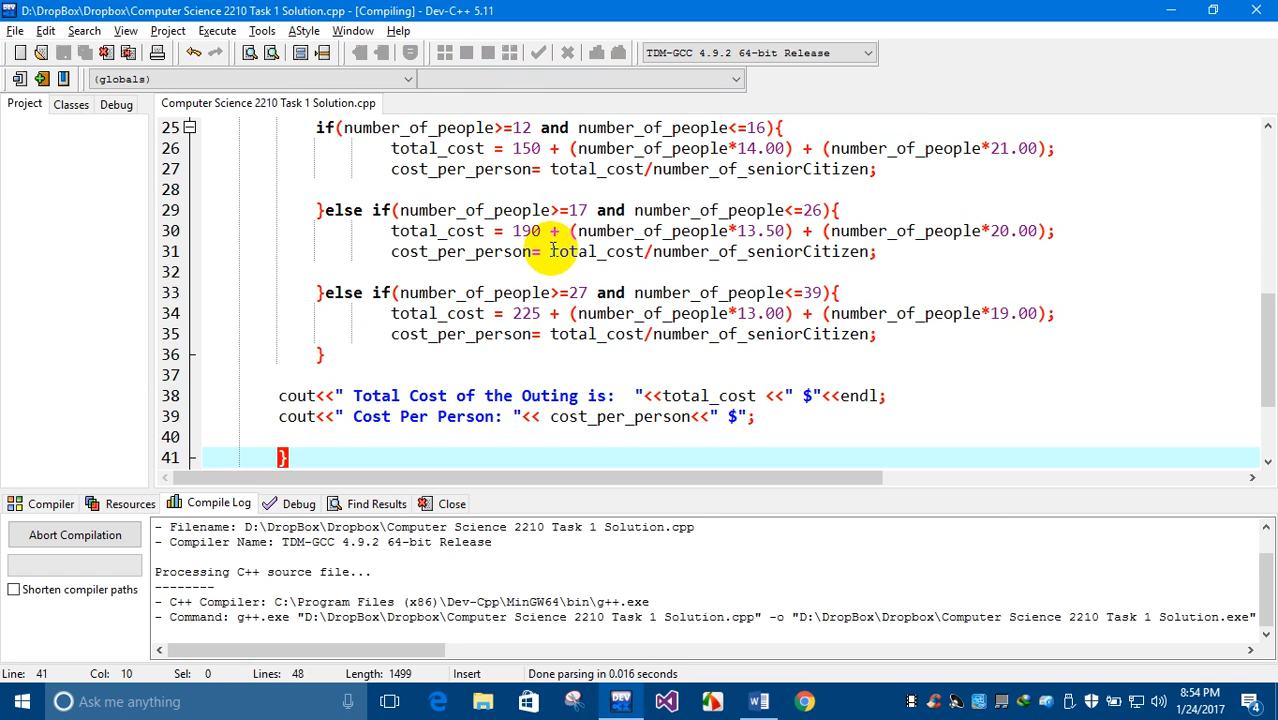 D:\DropBox\Dropbox\Computer Science 2210 Task 1 Solution.cpp - [Compiling] - Dev-C++ 5.11
File Edit Search View Project Execute Tools AStyle Window Help
TDM-GCC 4.9.2 64-bit Release
(globals)
Project Classes Debug
Computer Science 2210 Task 1 Solution.cpp
25 if(number_of_people>=12 and number_of_people<=16){
26 total_cost = 150 + (number_of_people*14.00) + (number_of_people*21.00);
27 cost_per_person= total_cost/number_of_seniorCitizen;
28
29 }else if(number_of_people>=17 and number_of_people<=26){
30 total_cost = 190 + (number_of_people*13.50) + (number_of_people*20.00);
31 cost_per_person= total_cost/number_of_seniorCitizen;
32
33 }else if(number_of_people>=27 and number_of_people<=39){
34 total_cost = 225 + (number_of_people*13.00) + (number_of_people*19.00);
35 cost_per_person= total_cost/number_of_seniorCitizen;
36 }
37
38 cout<<" Total Cost of the Outing is:  "<<total_cost <<" $"<<endl;
39 cout<<" Cost Per Person: "<< cost_per_person<<" $";
40
41 }
Compiler Resources Compile Log Debug Find Results Close
Abort Compilation
Shorten compiler paths
- Filename: D:\DropBox\Dropbox\Computer Science 2210 Task 1 Solution.cpp
- Compiler Name: TDM-GCC 4.9.2 64-bit Release
Processing C++ source file...
--------
- C++ Compiler: C:\Program Files (x86)\Dev-Cpp\MinGW64\bin\g++.exe
- Command: g++.exe "D:\DropBox\Dropbox\Computer Science 2210 Task 1 Solution.cpp" -o "D:\DropBox\Dropbox\Computer Science 2210 Task 1 Solution.exe"
Line: 41 Col: 10 Sel: 0 Lines: 48 Length: 1499 Insert Done parsing in 0.016 seconds
Ask me anything
DEV
8:54 PM
1/24/2017
4